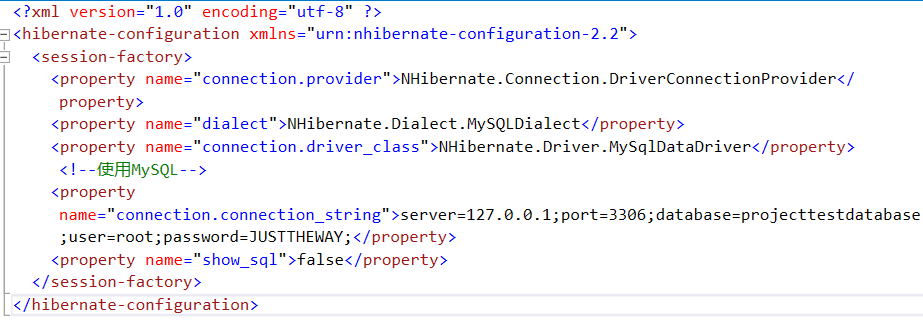 <?xml version="1.0" encoding="utf-8" ?>
<hibernate-configuration xmlns="urn:nhibernate-configuration-2.2">
<session-factory>
<property name="connection.provider">NHibernate.Connection.DriverConnectionProvider</
property>
<property name="dialect">NHibernate.Dialect.MySQLDialect</property>
<property name="connection.driver_class">NHibernate.Driver.MySqlDataDriver</property>
<!--使用MySQL-->
<property
name="connection.connection_string">server=127.0.0.1;port=3306;database=projecttestdatabase
;user=root;password=JUSTTHEWAY;</property>
<property name="show_sql">false</property>
</session-factory>
</hibernate-configuration>